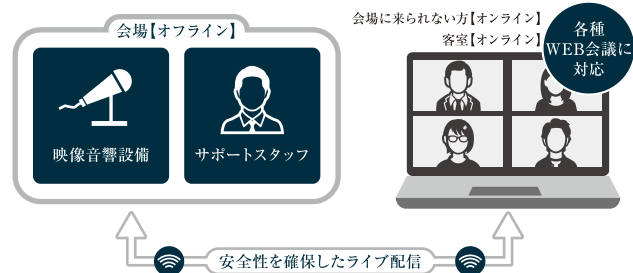 会場【オフライン】
映像音響設備
サポートスタッフ
会場に来られない方【オンライン】
客室【オンライン】
各種
WEB会議に
対応
安全性を確保したライブ配信